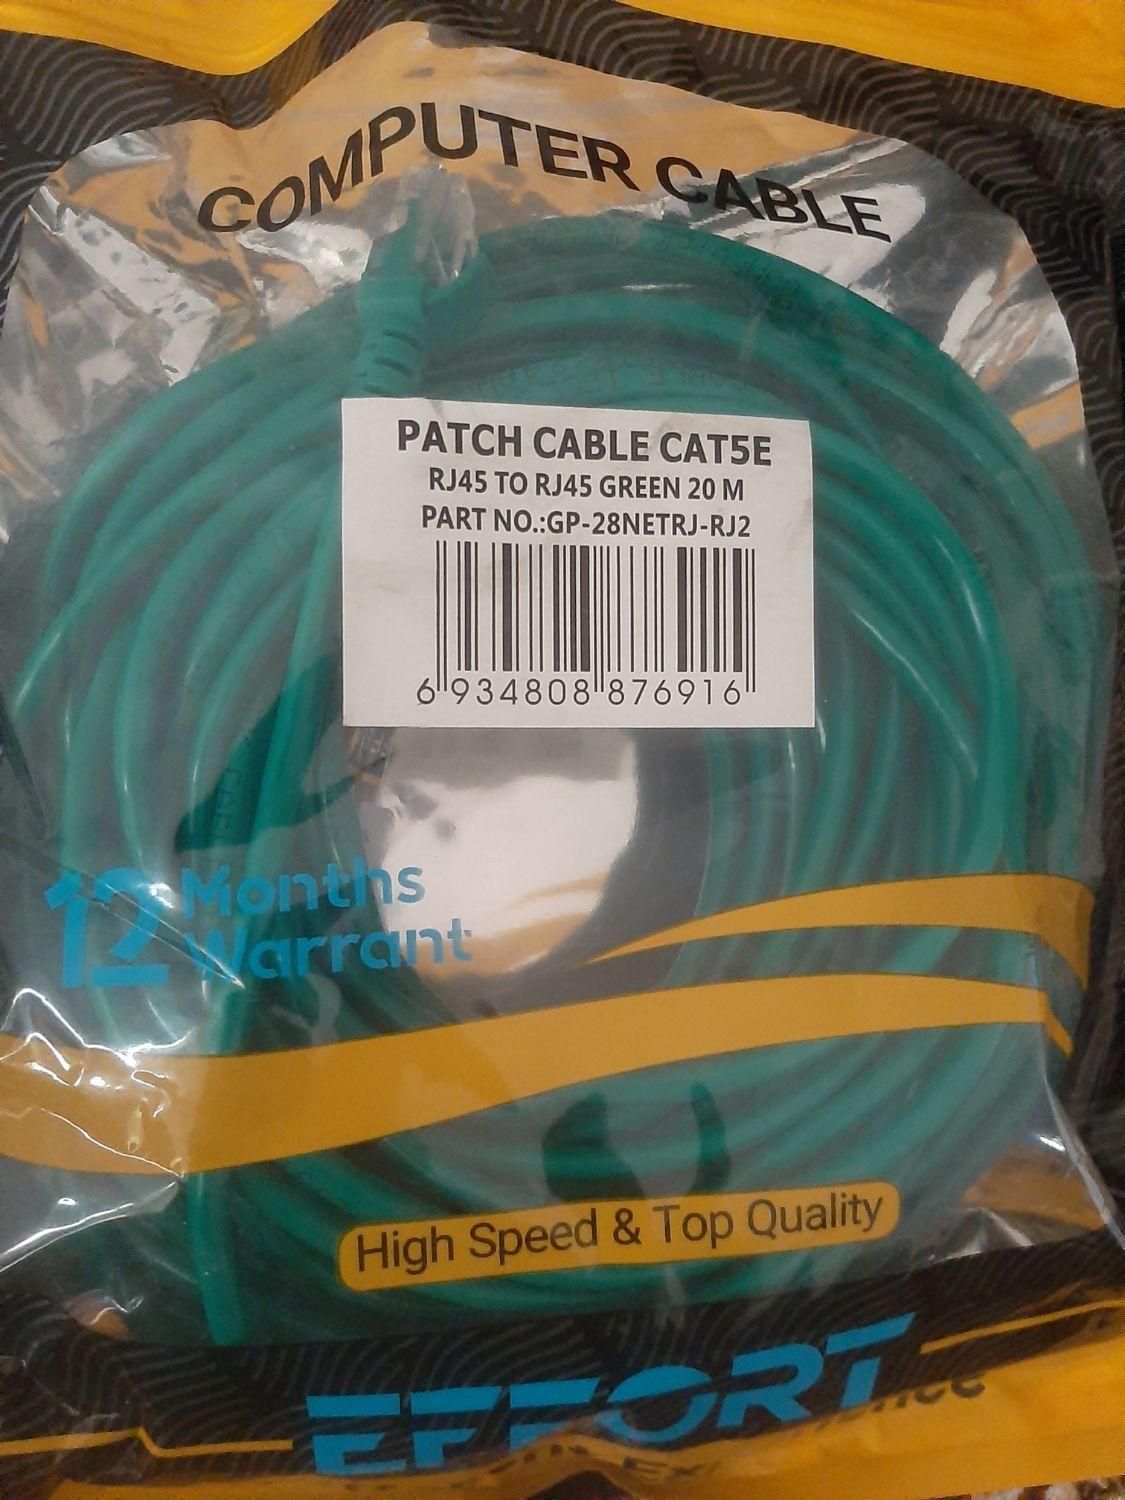 COMPUTER CABLE
PATCH CABLE CAT5E
RJ45 TO RJ45 GREEN 20 M
PART NO.:GP-28NETRJ-RJ2
6 934808 876916
12 Months
Warrant
High Speed & Top Quality
EFFORT